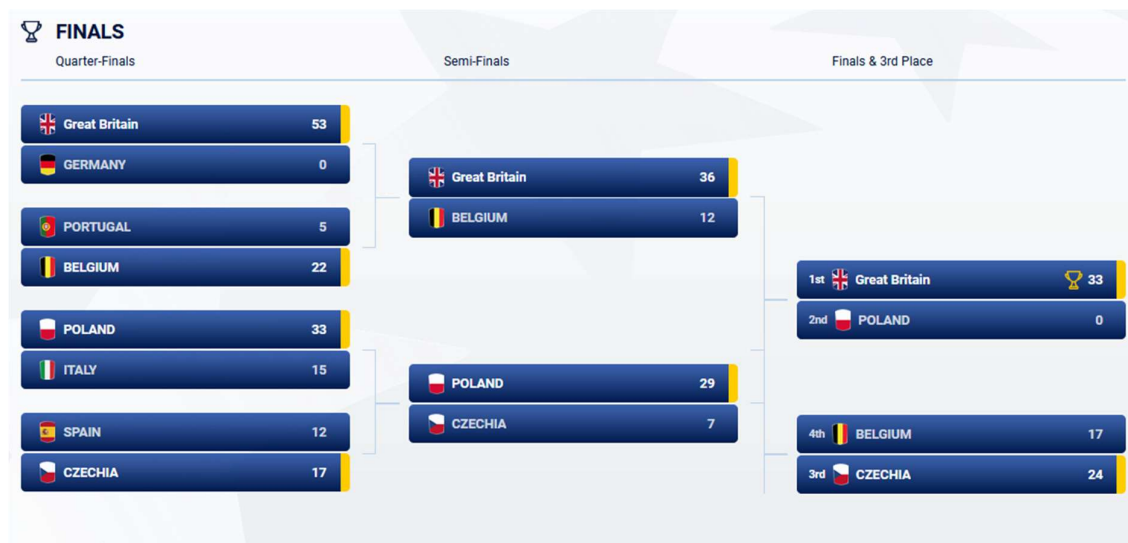 FINALS
Quarter-Finals
Semi-Finals
Finals & 3rd Place
Great Britain 53
GERMANY 0
PORTUGAL 5
BELGIUM 22
POLAND 33
ITALY 15
SPAIN 12
CZECHIA 17
Great Britain 36
BELGIUM 12
POLAND 29
CZECHIA 7
1st Great Britain 33
2nd POLAND 0
4th BELGIUM 17
3rd CZECHIA 24